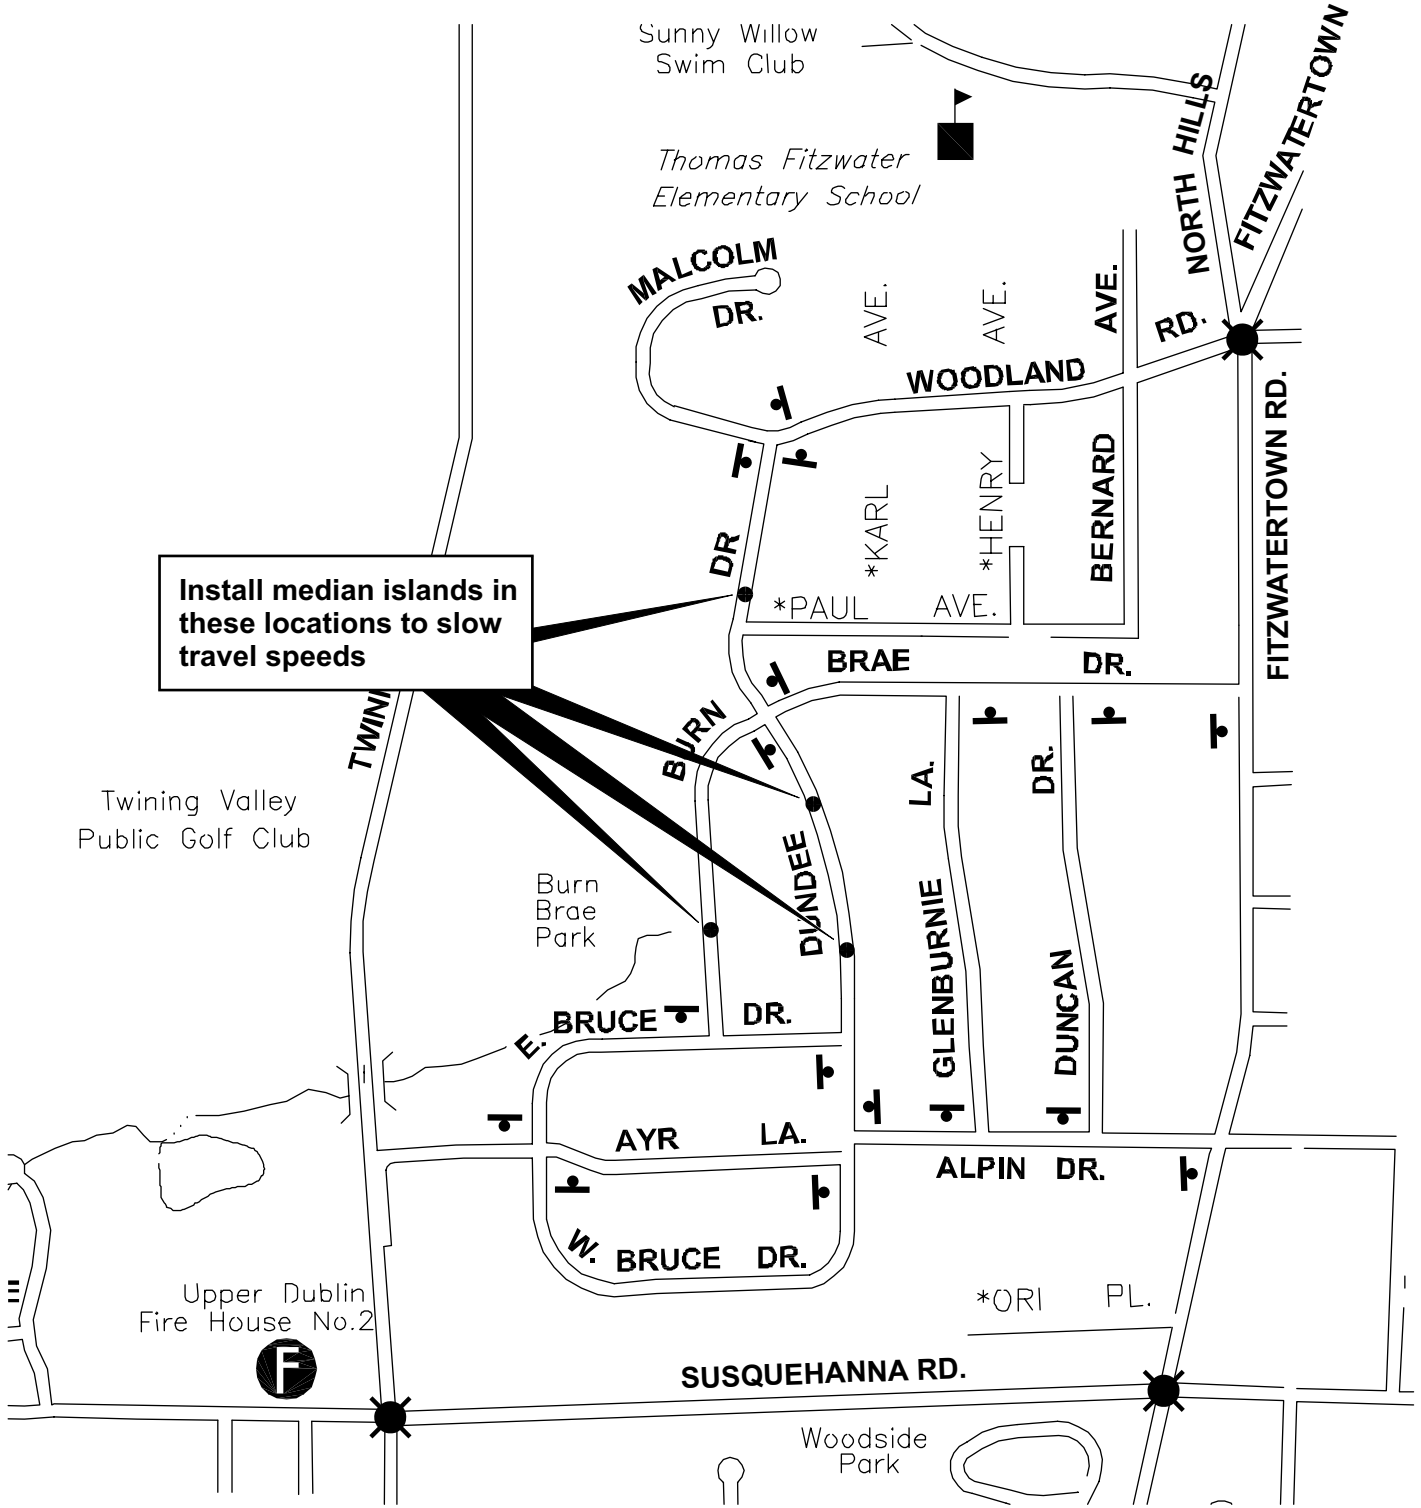 Sunny Willow
Swim Club
Thomas Fitzwater
Elementary School
NORTH HILLS
FITZWATERTOWN
MALCOLM
DR.
AVE.
AVE.
AVE.
RD.
WOODLAND
FITZWATERTOWN RD.
*KARL
*HENRY
BERNARD
DR
*PAUL AVE.
Install median islands in
these locations to slow
travel speeds
BRAE DR.
BURN
LA.
DR.
Twining Valley
Public Golf Club
DUNDEE
Burn
Brae
Park
GLENBURNIE
DUNCAN
E. BRUCE DR.
AYR LA.
ALPIN DR.
W. BRUCE DR.
Upper Dublin
Fire House No.2
F
*ORI PL.
SUSQUEHANNA RD.
Woodside
Park